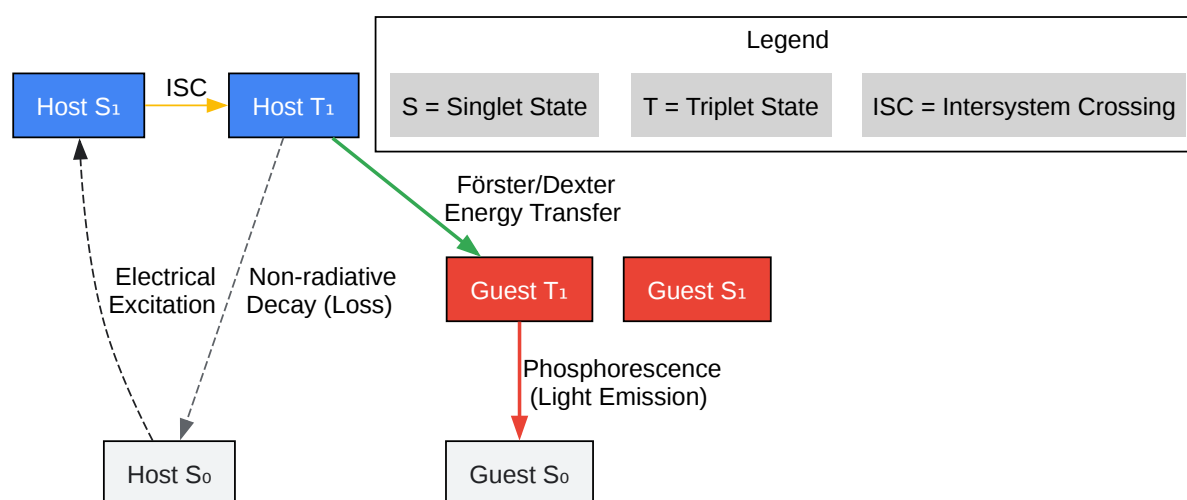 Legend
S = Singlet State
T = Triplet State
ISC = Intersystem Crossing
Host S₁
ISC
Host T₁
Förster/Dexter
Energy Transfer
Electrical
Excitation
Non-radiative
Decay (Loss)
Guest T₁
Guest S₁
Phosphorescence
(Light Emission)
Host S₀
Guest S₀